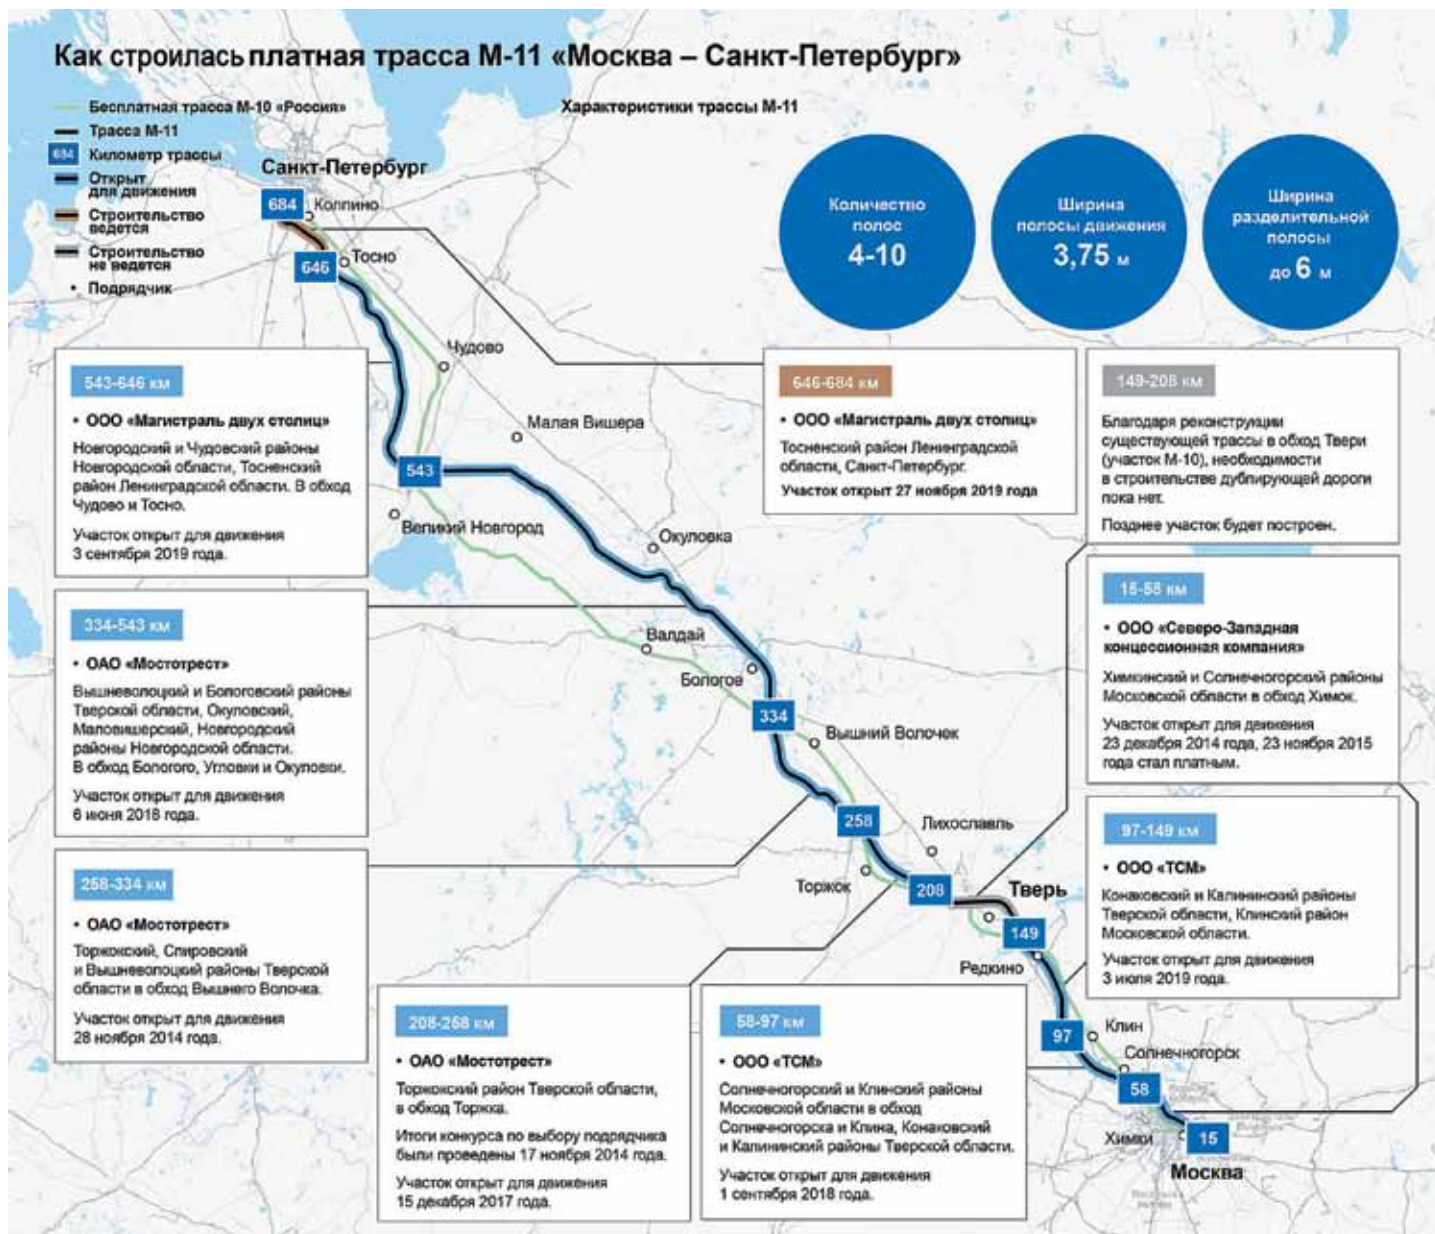 Как строилась платная трасса М-11 «Москва – Санкт-Петербург»
Бесплатная трасса М-10 «Россия»
Трасса М-11
684
Километр трассы
Открыт
для движения
Строительство
ведется
Строительство
не ведется
• Подрядчик
Характеристики трассы М-11
Количество
полос
4-10
Ширина
полосы движения
3,75 м
Ширина
разделительной
полосы
до 6 м
Санкт-Петербург
684
Колпино
646
Тосно
Чудово
Малая Вишера
543
Великий Новгород
Окуловка
Валдай
Бологое
334
Вышний Волочек
258
Лихославль
Торжок
208
Тверь
149
Редкино
97
Клин
Солнечногорск
58
Химки
15
Москва
543-646 км
• ООО «Магистраль двух столиц»
Новгородский и Чудовский районы
Новгородской области, Тосненский
район Ленинградской области. В обход
Чудово и Тосно.
Участок открыт для движения
3 сентября 2019 года.
334-543 км
• ОАО «Мостотрест»
Вышневолоцкий и Бологовский районы
Тверской области, Окуловский,
Маловишерский, Новгородский
районы Новгородской области.
В обход Бологого, Угловки и Окуловки.
Участок открыт для движения
6 июня 2018 года.
258-334 км
• ОАО «Мостотрест»
Торжокский, Спировский
и Вышневолоцкий районы Тверской
области в обход Вышнего Волочка.
Участок открыт для движения
28 ноября 2014 года.
208-258 км
• ОАО «Мостотрест»
Торжокский район Тверской области,
в обход Торжка.
Итоги конкурса по выбору подрядчика
были проведены 17 ноября 2014 года.
Участок открыт для движения
15 декабря 2017 года.
58-97 км
• ООО «ТСМ»
Солнечногорский и Клинский районы
Московской области в обход
Солнечногорска и Клина, Конаковский
и Калининский районы Тверской области.
Участок открыт для движения
1 сентября 2018 года.
646-684 км
• ООО «Магистраль двух столиц»
Тосненский район Ленинградской
области, Санкт-Петербург.
Участок открыт 27 ноября 2019 года
149-208 км
Благодаря реконструкции
существующей трассы в обход Твери
(участок М-10), необходимости
в строительстве дублирующей дороги
пока нет.
Позднее участок будет построен.
15-58 км
• ООО «Северо-Западная
концессионная компания»
Химкинский и Солнечногорский районы
Московской области в обход Химок.
Участок открыт для движения
23 декабря 2014 года, 23 ноября 2015
года стал платным.
97-149 км
• ООО «ТСМ»
Конаковский и Калининский районы
Тверской области, Клинский район
Московской области.
Участок открыт для движения
3 июля 2019 года.